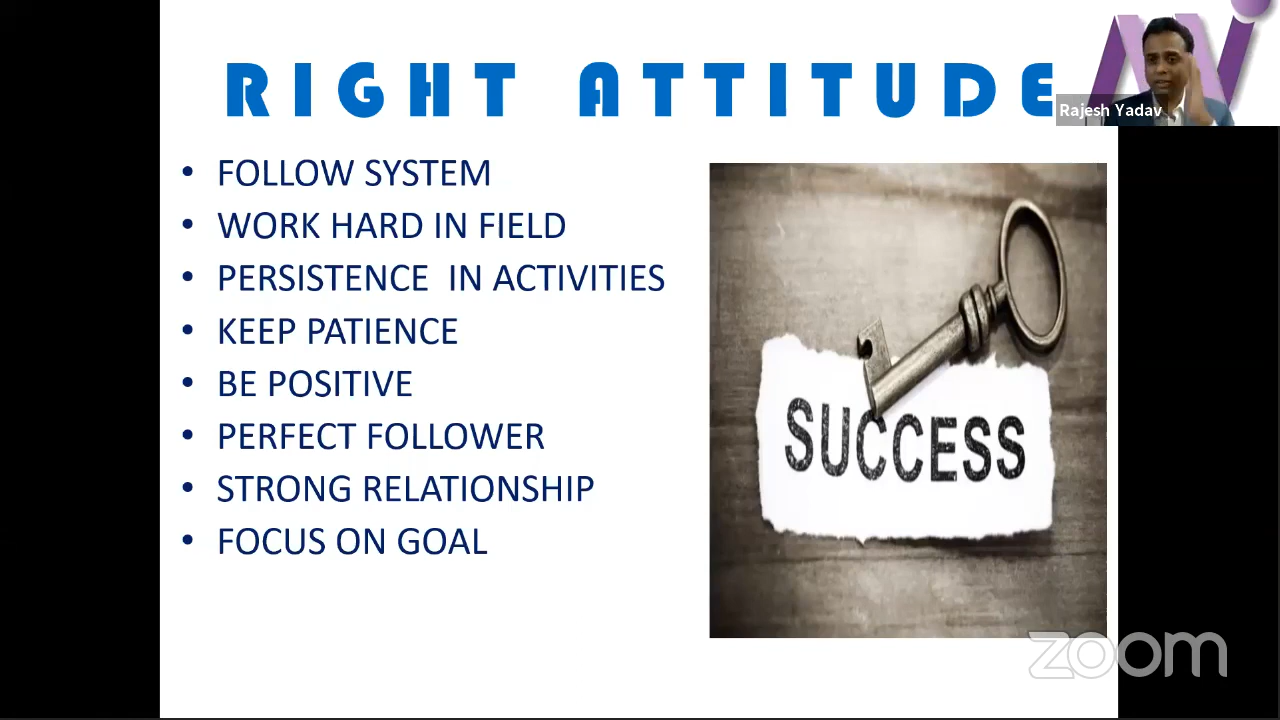 RIGHT ATTITUDE
Rajesh Yadav
• FOLLOW SYSTEM
• WORK HARD IN FIELD
• PERSISTENCE IN ACTIVITIES
• KEEP PATIENCE
• BE POSITIVE
• PERFECT FOLLOWER
• STRONG RELATIONSHIP
• FOCUS ON GOAL
SUCCESS
zoom